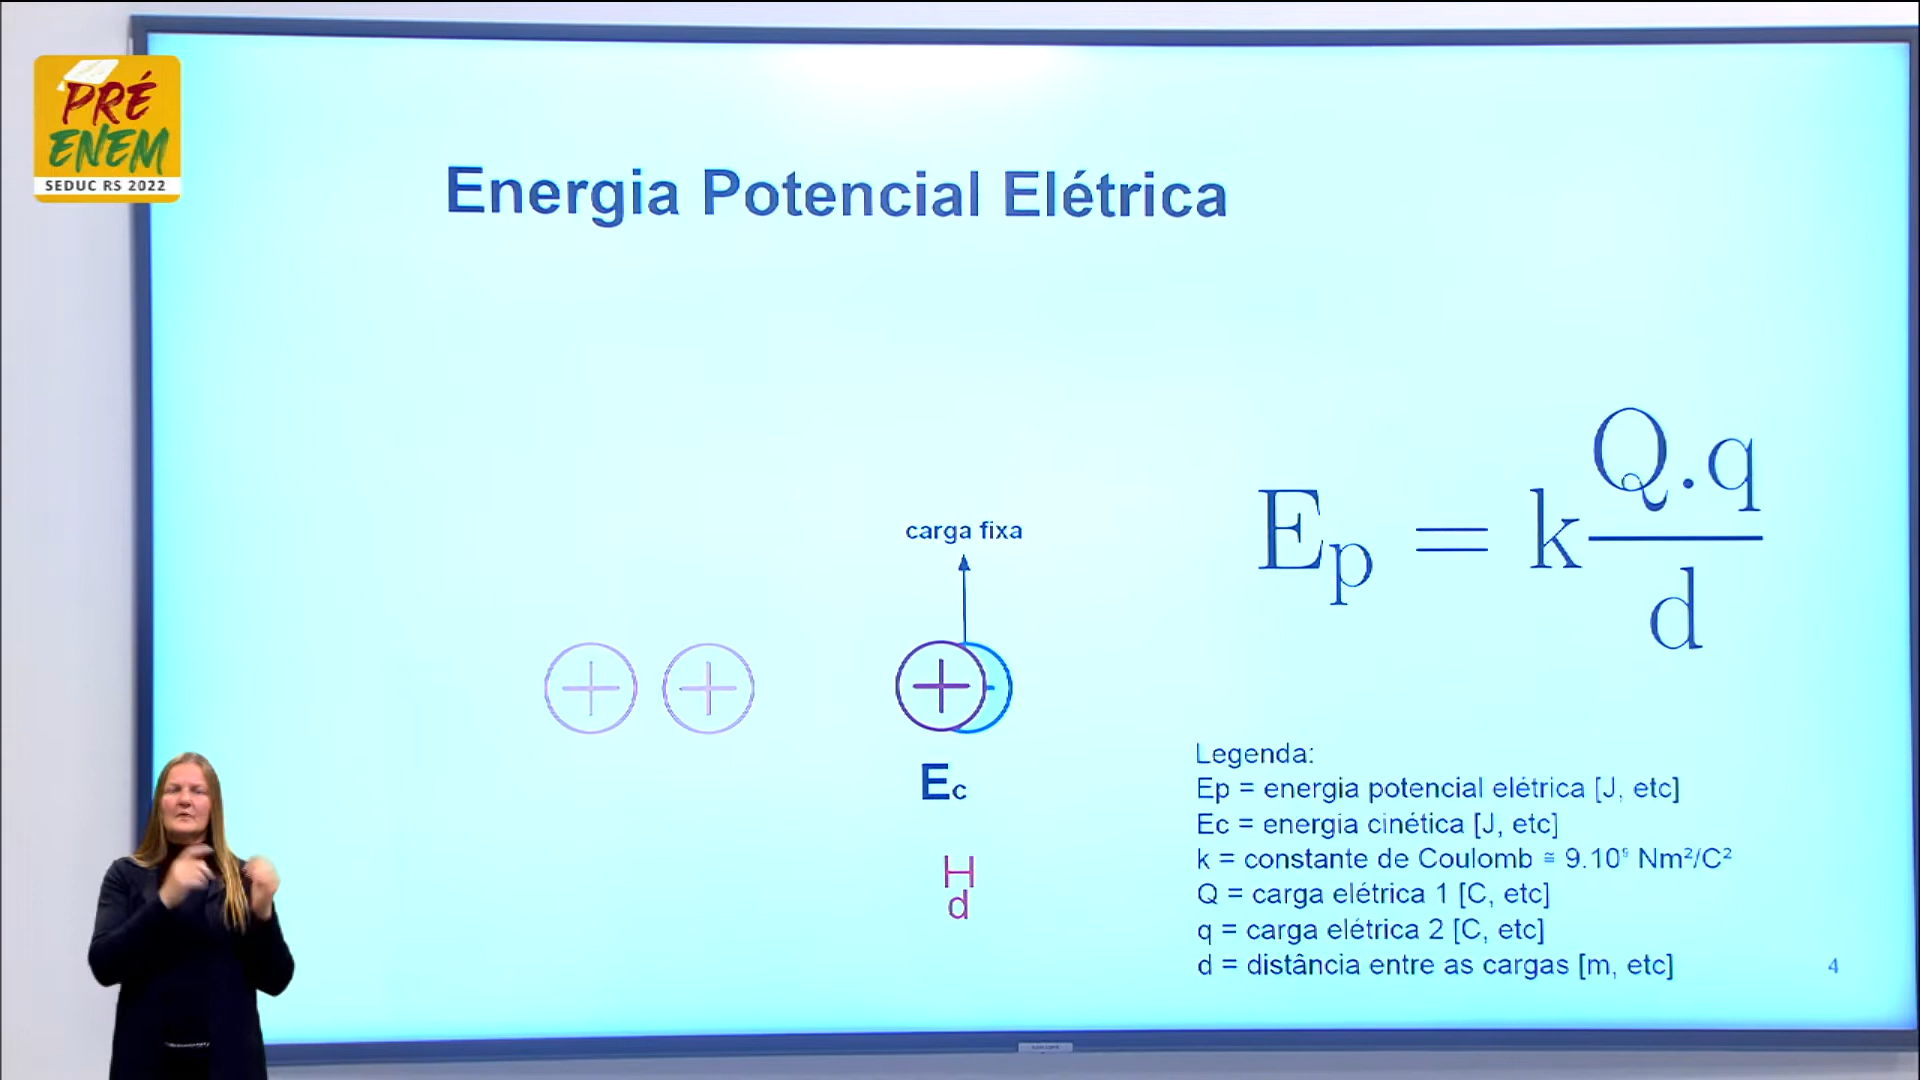 PRÉ
ENEM
SEDUC RS 2022
Energia Potencial Elétrica
carga fixa
E_p = k Q.q / d
+ + +
Ec
H
d
Legenda:
Ep = energia potencial elétrica [J, etc]
Ec = energia cinética [J, etc]
k = constante de Coulomb ≅ 9.10⁹ Nm²/C²
Q = carga elétrica 1 [C, etc]
q = carga elétrica 2 [C, etc]
d = distância entre as cargas [m, etc]
4